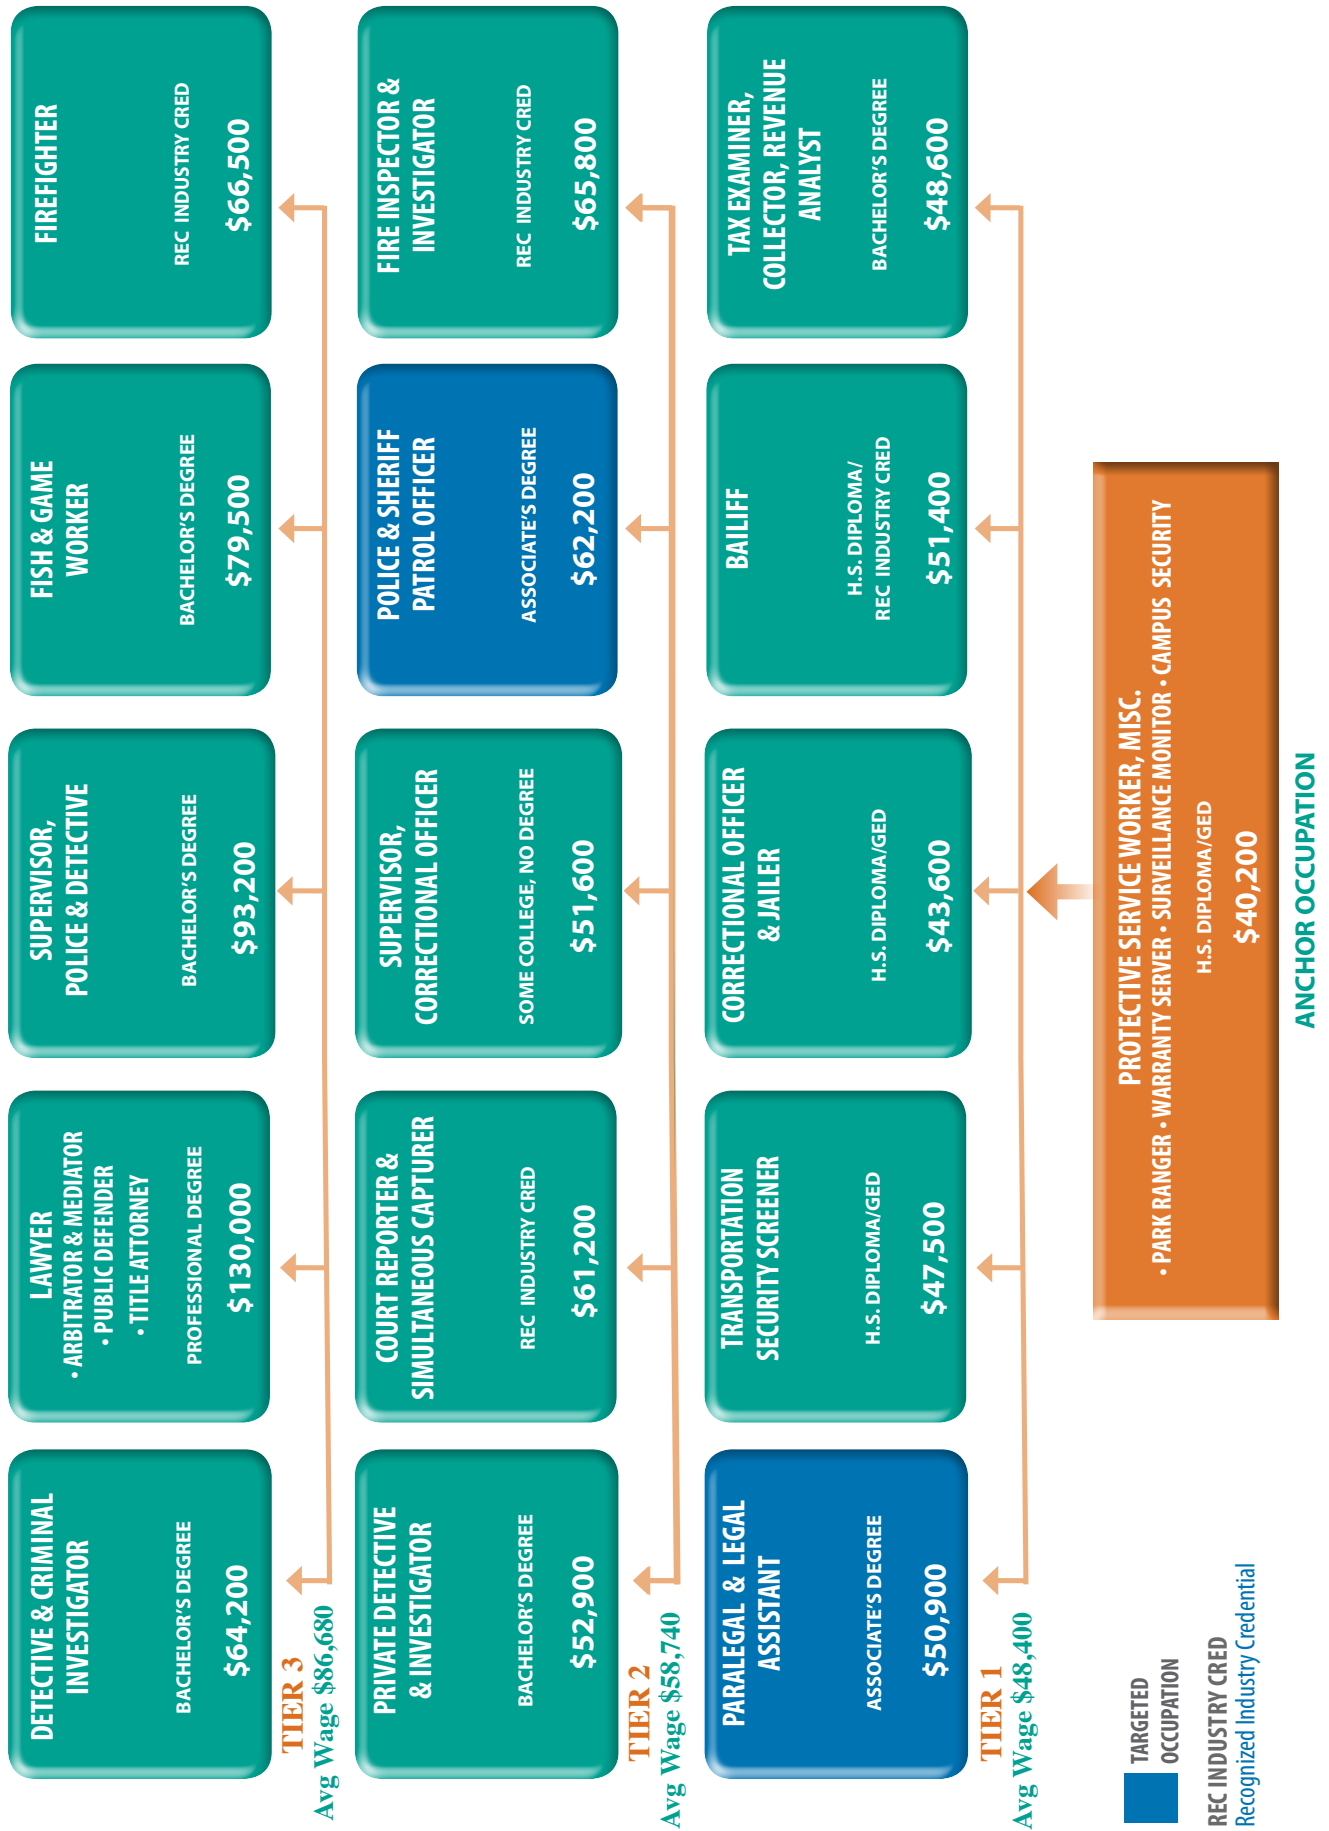 DETECTIVE & CRIMINAL
INVESTIGATOR
BACHELOR'S DEGREE
$64,200
LAWYER
• ARBITRATOR & MEDIATOR
• PUBLIC DEFENDER
• TITLE ATTORNEY
PROFESSIONAL DEGREE
$130,000
SUPERVISOR,
POLICE & DETECTIVE
BACHELOR'S DEGREE
$93,200
FISH & GAME
WORKER
BACHELOR'S DEGREE
$79,500
FIREFIGHTER
REC INDUSTRY CRED
$66,500
TIER 3
Avg Wage $86,680
PRIVATE DETECTIVE
& INVESTIGATOR
BACHELOR'S DEGREE
$52,900
COURT REPORTER &
SIMULTANEOUS CAPTURER
REC INDUSTRY CRED
$61,200
SUPERVISOR,
CORRECTIONAL OFFICER
SOME COLLEGE, NO DEGREE
$51,600
POLICE & SHERIFF
PATROL OFFICER
ASSOCIATE'S DEGREE
$62,200
FIRE INSPECTOR &
INVESTIGATOR
REC INDUSTRY CRED
$65,800
TIER 2
Avg Wage $58,740
PARALEGAL & LEGAL
ASSISTANT
ASSOCIATE'S DEGREE
$50,900
TRANSPORTATION
SECURITY SCREENER
H.S. DIPLOMA/GED
$47,500
CORRECTIONAL OFFICER
& JAILER
H.S. DIPLOMA/GED
$43,600
BAILIFF
H.S. DIPLOMA/
REC INDUSTRY CRED
$51,400
TAX EXAMINER,
COLLECTOR, REVENUE
ANALYST
BACHELOR'S DEGREE
$48,600
TIER 1
Avg Wage $48,400
PROTECTIVE SERVICE WORKER, MISC.
• PARK RANGER • WARRANTY SERVER • SURVEILLANCE MONITOR • CAMPUS SECURITY
H.S. DIPLOMA/GED
$40,200
ANCHOR OCCUPATION
TARGETED
OCCUPATION
REC INDUSTRY CRED
Recognized Industry Credential